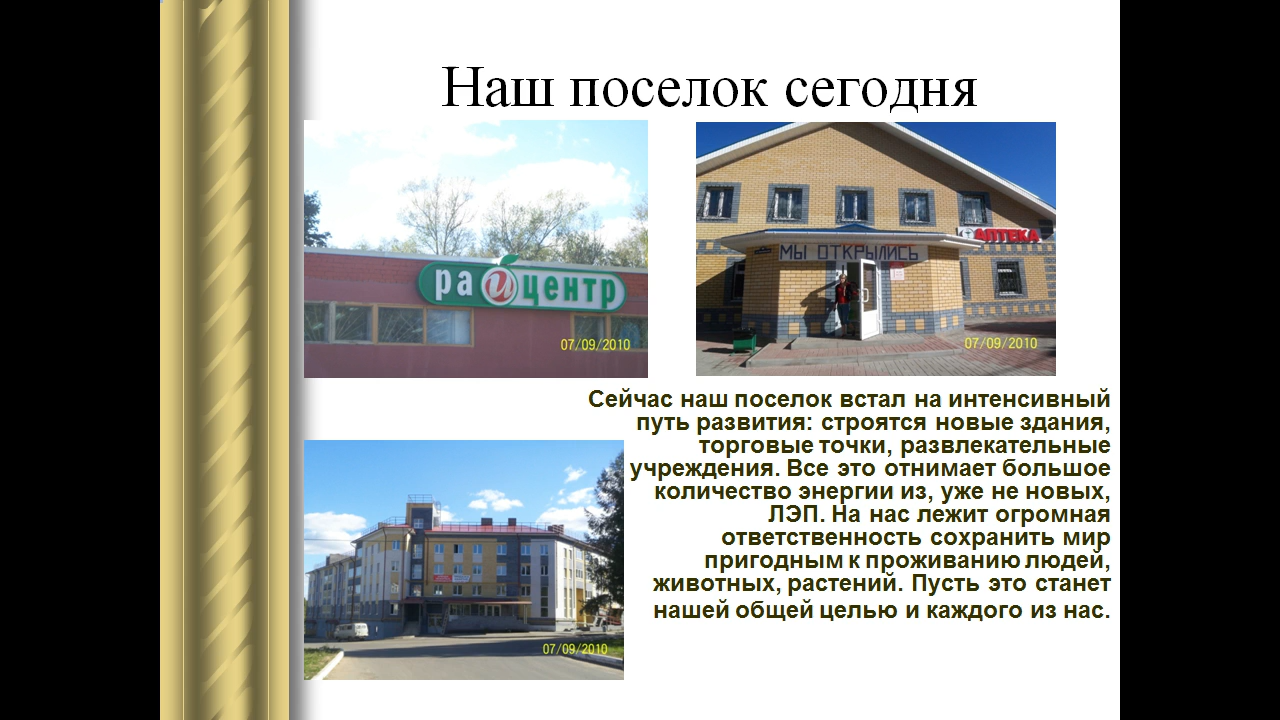 Наш поселок сегодня
ра и центр
07/09/2010
МЫ ОТКРЫЛИСЬ
АПТЕКА
07/09/2010
Сейчас наш поселок встал на интенсивный
путь развития: строятся новые здания,
торговые точки, развлекательные
учреждения. Все это отнимает большое
количество энергии из, уже не новых,
ЛЭП. На нас лежит огромная
ответственность сохранить мир
пригодным к проживанию людей,
животных, растений. Пусть это станет
нашей общей целью и каждого из нас.
07/09/2010